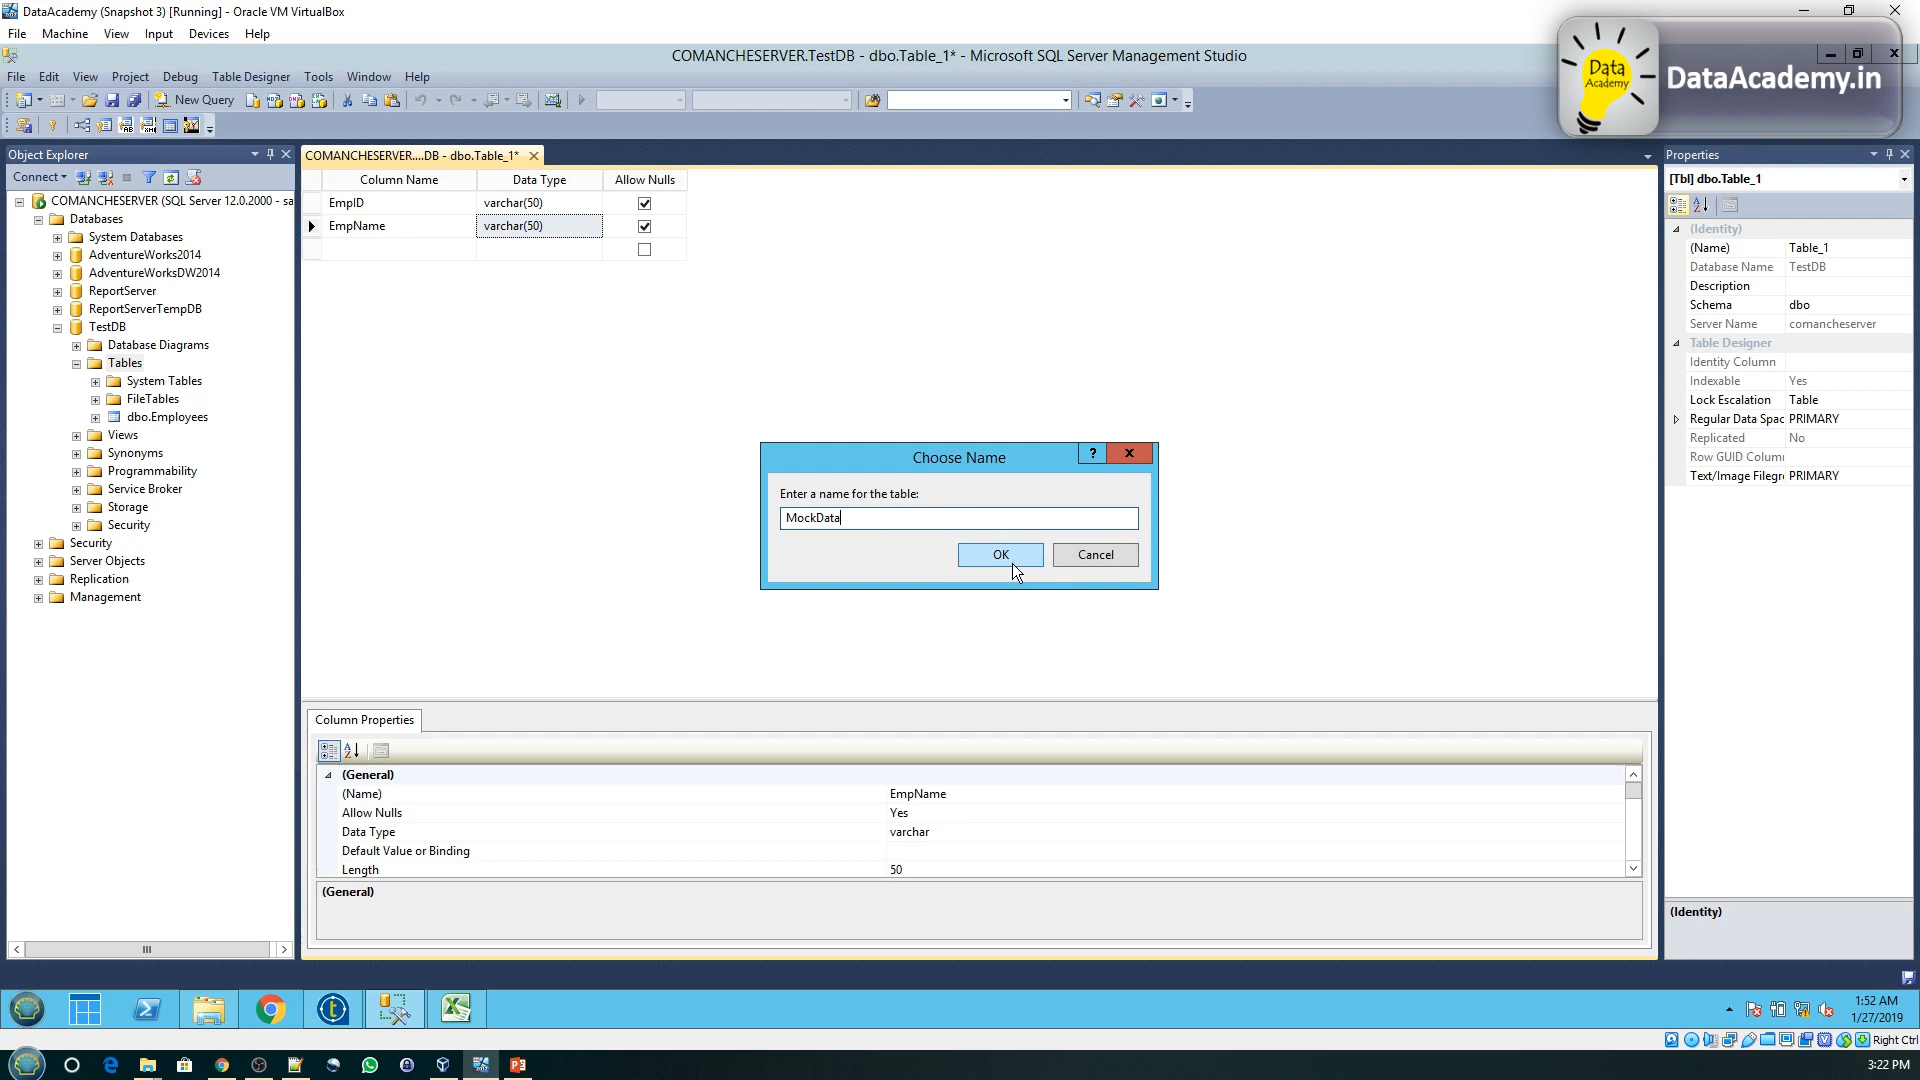 DataAcademy (Snapshot 3) [Running] - Oracle VM VirtualBox
File Machine View Input Devices Help
COMANCHESERVER.TestDB - dbo.Table_1* - Microsoft SQL Server Management Studio
Data Academy
DataAcademy.in
File Edit View Project Debug Table Designer Tools Window Help
New Query
Object Explorer
Connect
COMANCHESERVER (SQL Server 12.0.2000 - sa
Databases
System Databases
AdventureWorks2014
AdventureWorksDW2014
ReportServer
ReportServerTempDB
TestDB
Database Diagrams
Tables
System Tables
FileTables
dbo.Employees
Views
Synonyms
Programmability
Service Broker
Storage
Security
Security
Server Objects
Replication
Management
COMANCHESERVER....DB - dbo.Table_1*
Column Name Data Type Allow Nulls
EmpID varchar(50)
EmpName varchar(50)
Choose Name
Enter a name for the table:
MockData
OK Cancel
Column Properties
(General)
(Name) EmpName
Allow Nulls Yes
Data Type varchar
Default Value or Binding
Length 50
(General)
Properties
[Tbl] dbo.Table_1
(Identity)
(Name) Table_1
Database Name TestDB
Description
Schema dbo
Server Name comancheserver
Table Designer
Identity Column
Indexable Yes
Lock Escalation Table
Regular Data Spac PRIMARY
Replicated No
Row GUID Column
Text/Image Filegr PRIMARY
(Identity)
1:52 AM
1/27/2019
Right Ctrl
3:22 PM